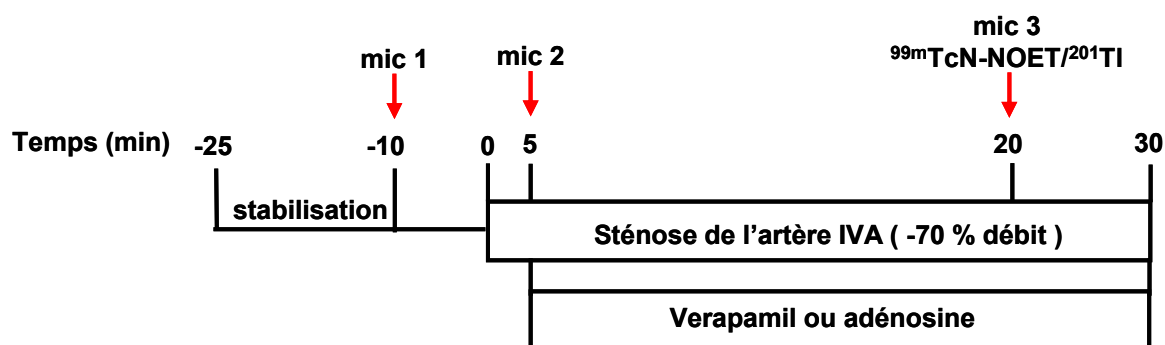 mic 3
mic 1
mic 2
⁹⁹ᵐTcN-NOET/²⁰¹Tl
Temps (min)
-25
-10
0
5
20
30
stabilisation
Sténose de l’artère IVA ( -70 % débit )
Verapamil ou adénosine